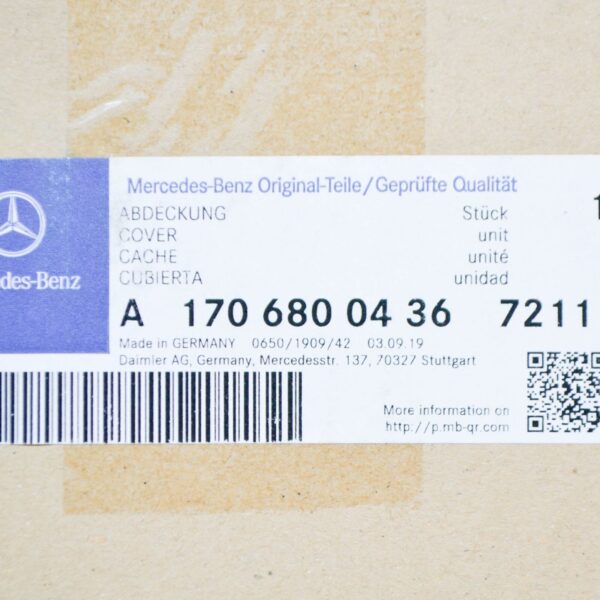 Mercedes-Benz Original-Teile/Geprüfte Qualität
ABDECKUNG Stück 1
COVER unit
CACHE unité
CUBIERTA unidad
des-Benz
A 170 680 04 36 7211
Made in GERMANY 0650/1909/42 03.09.19
Daimler AG, Germany, Mercedesstr. 137, 70327 Stuttgart
More information on
http://p.mb-qr.com